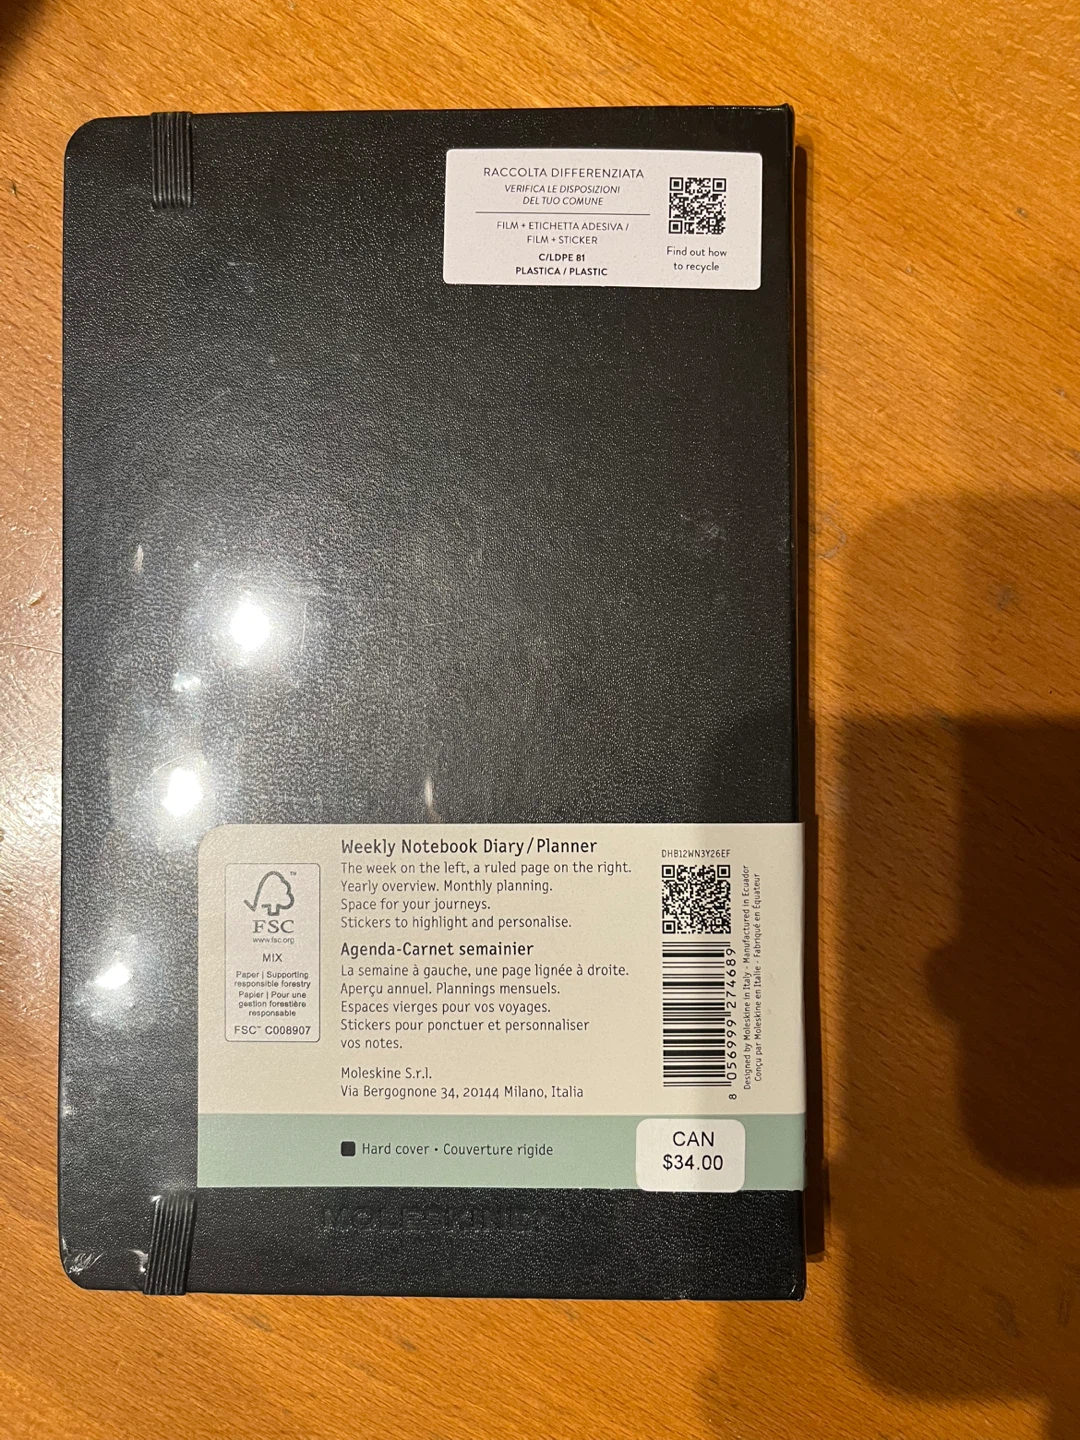 RACCOLTA DIFFERENZIATA
VERIFICA LE DISPOSIZIONI
DEL TUO COMUNE
FILM + ETICHETTA ADESIVA /
FILM + STICKER
C/LDPE 81
PLASTICA / PLASTIC
Find out how
to recycle
Weekly Notebook Diary/Planner
The week on the left, a ruled page on the right.
Yearly overview. Monthly planning.
Space for your journeys.
Stickers to highlight and personalise.
Agenda-Carnet semainier
La semaine à gauche, une page lignée à droite.
Aperçu annuel. Plannings mensuels.
Espaces vierges pour vos voyages.
Stickers pour ponctuer et personnaliser
vos notes.
Moleskine S.r.l.
Via Bergognone 34, 20144 Milano, Italia
TM
FSC
www.fsc.org
MIX
Paper | Supporting
responsible forestry
Papier | Pour une
gestion forestière
responsable
FSC™ C008907
DHB12WN3Y26EF
8 056999 274689
Designed by Moleskine in Italy - Manufactured in Ecuador
Conçu par Moleskine en Italie - Fabriqué en Équateur
Hard cover • Couverture rigide
CAN
$34.00
MOLESKINE